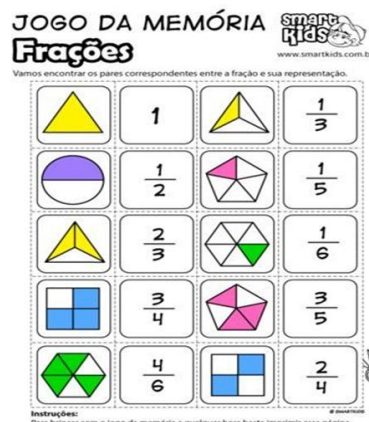 JOGO DA MEMÓRIA
Smart Kids
Frações
www.smartkids.com.b
Vamos encontrar os pares correspondentes entre a fração e sua representação.
1 1/3
1/2 1/5
2/3 1/6
3/4 3/5
4/6 2/4
Instruções: